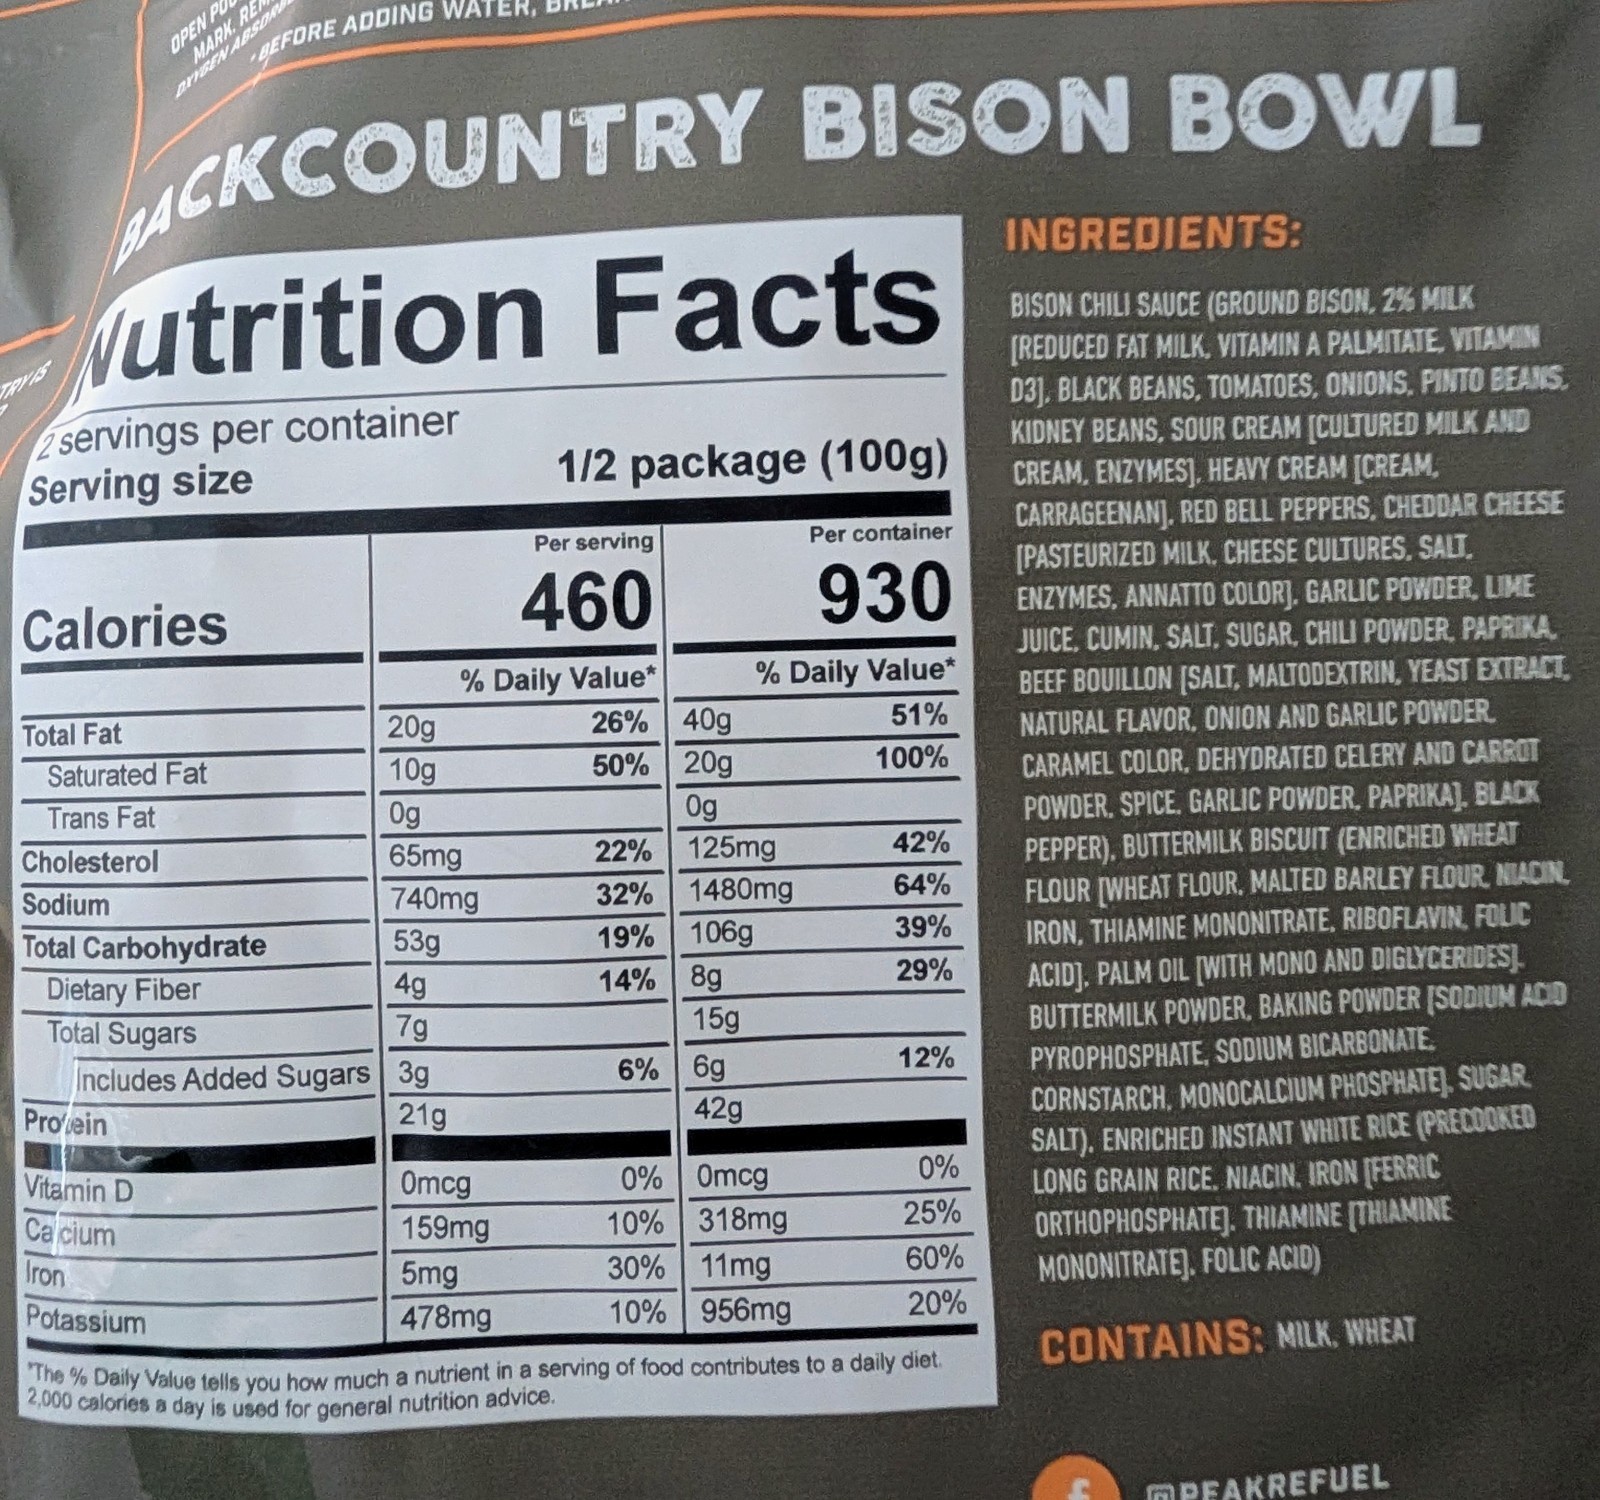 OPEN
MARK,
OXYGEN
- BEFORE ADDING WATER,
BACKCOUNTRY BISON BOWL
TRY IS
Nutrition Facts
2 servings per container
Serving size 1/2 package (100g)
Per serving Per container
Calories 460 930
% Daily Value* % Daily Value*
Total Fat 20g 26% 40g 51%
Saturated Fat 10g 50% 20g 100%
Trans Fat 0g 0g
Cholesterol 65mg 22% 125mg 42%
Sodium 740mg 32% 1480mg 64%
Total Carbohydrate 53g 19% 106g 39%
Dietary Fiber 4g 14% 8g 29%
Total Sugars 7g 15g
Includes Added Sugars 3g 6% 6g 12%
Protein 21g 42g
Vitamin D 0mcg 0% 0mcg 0%
Calcium 159mg 10% 318mg 25%
Iron 5mg 30% 11mg 60%
Potassium 478mg 10% 956mg 20%
*The % Daily Value tells you how much a nutrient in a serving of food contributes to a daily diet.
2,000 calories a day is used for general nutrition advice.
INGREDIENTS:
BISON CHILI SAUCE (GROUND BISON, 2% MILK
[REDUCED FAT MILK, VITAMIN A PALMITATE, VITAMIN
D3], BLACK BEANS, TOMATOES, ONIONS, PINTO BEANS,
KIDNEY BEANS, SOUR CREAM [CULTURED MILK AND
CREAM, ENZYMES], HEAVY CREAM [CREAM,
CARRAGEENAN], RED BELL PEPPERS, CHEDDAR CHEESE
[PASTEURIZED MILK, CHEESE CULTURES, SALT,
ENZYMES, ANNATTO COLOR], GARLIC POWDER, LIME
JUICE, CUMIN, SALT, SUGAR, CHILI POWDER, PAPRIKA,
BEEF BOUILLON [SALT, MALTODEXTRIN, YEAST EXTRACT,
NATURAL FLAVOR, ONION AND GARLIC POWDER,
CARAMEL COLOR, DEHYDRATED CELERY AND CARROT
POWDER, SPICE, GARLIC POWDER, PAPRIKA], BLACK
PEPPER), BUTTERMILK BISCUIT (ENRICHED WHEAT
FLOUR [WHEAT FLOUR, MALTED BARLEY FLOUR, NIACIN,
IRON, THIAMINE MONONITRATE, RIBOFLAVIN, FOLIC
ACID], PALM OIL [WITH MONO AND DIGLYCERIDES],
BUTTERMILK POWDER, BAKING POWDER [SODIUM ACID
PYROPHOSPHATE, SODIUM BICARBONATE,
CORNSTARCH, MONOCALCIUM PHOSPHATE], SUGAR,
SALT), ENRICHED INSTANT WHITE RICE (PRECOOKED
LONG GRAIN RICE, NIACIN, IRON [FERRIC
ORTHOPHOSPHATE], THIAMINE [THIAMINE
MONONITRATE], FOLIC ACID)
CONTAINS: MILK, WHEAT
@PEAKREFUEL